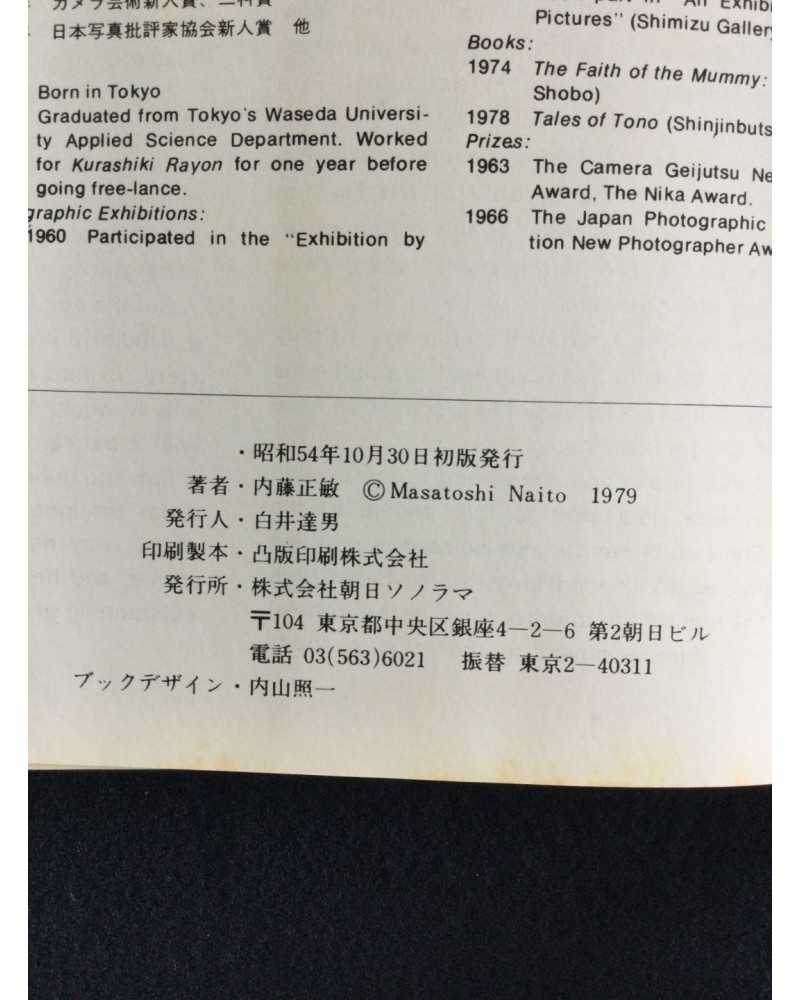 カメラ芸術新人賞、二科賞
日本写真批評家協会新人賞 他
Born in Tokyo
Graduated from Tokyo's Waseda Universi-
ty Applied Science Department. Worked
for Kurashiki Rayon for one year before
going free-lance.
graphic Exhibitions:
1960 Participated in the "Exhibition by
Pictures" (Shimizu Gallery
Books:
1974 The Faith of the Mummy:
Shobo)
1978 Tales of Tono (Shinjinbuts
Prizes:
1963 The Camera Geijutsu Ne
Award, The Nika Award.
1966 The Japan Photographic
tion New Photographer Aw
・昭和54年10月30日初版発行
著者・内藤正敏 ©Masatoshi Naito 1979
発行人・白井達男
印刷製本・凸版印刷株式会社
発行所・株式会社朝日ソノラマ
〒104 東京都中央区銀座4—2—6 第2朝日ビル
電話 03(563)6021 振替 東京2—40311
ブックデザイン・内山照一